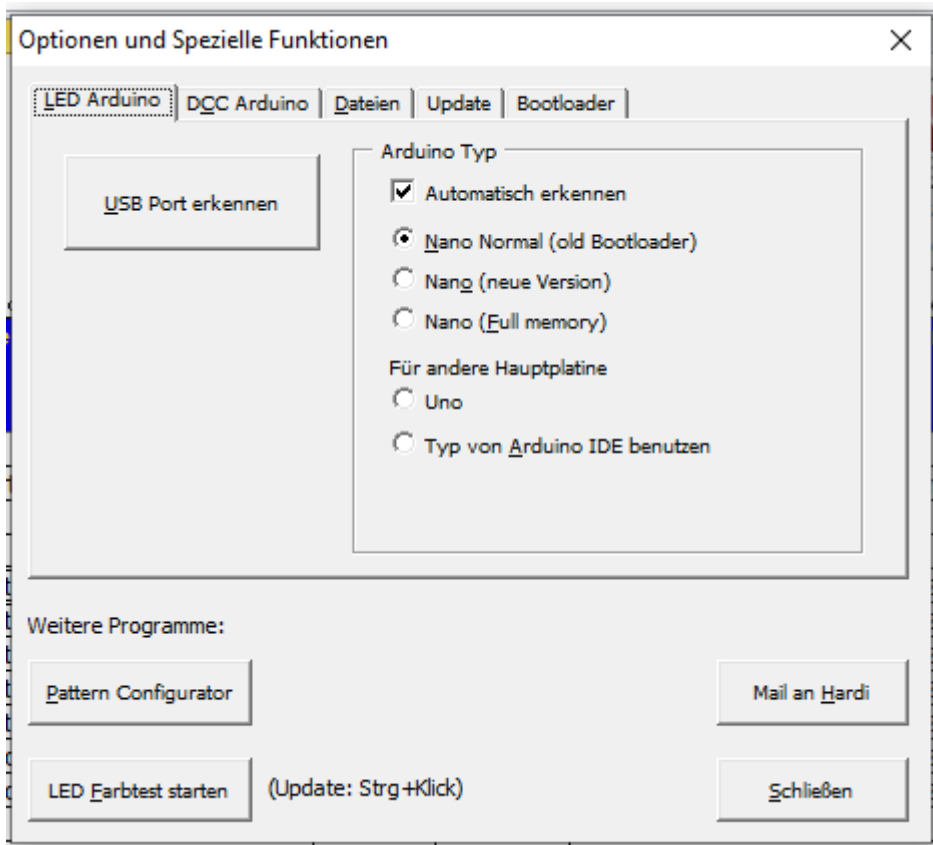 Optionen und Spezielle Funktionen
LED Arduino DCC Arduino Dateien Update Bootloader
USB Port erkennen
Arduino Typ
Automatisch erkennen
Nano Normal (old Bootloader)
Nano (neue Version)
Nano (Full memory)
Für andere Hauptplatine
Uno
Typ von Arduino IDE benutzen
Weitere Programme:
Pattern Configurator
Mail an Hardi
LED Farbtest starten
(Update: Strg+Klick)
Schließen